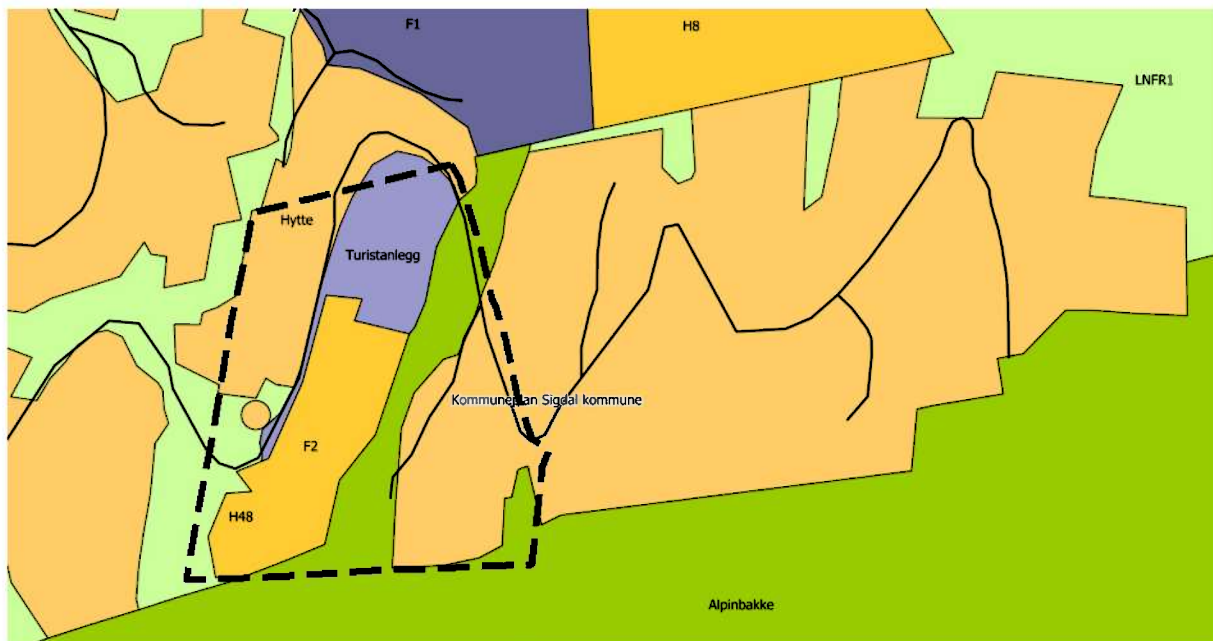 F1
H8
LNFR1
Hytte
Turistanlegg
Kommuneplan Sigdal kommune
F2
H48
Alpinbakke